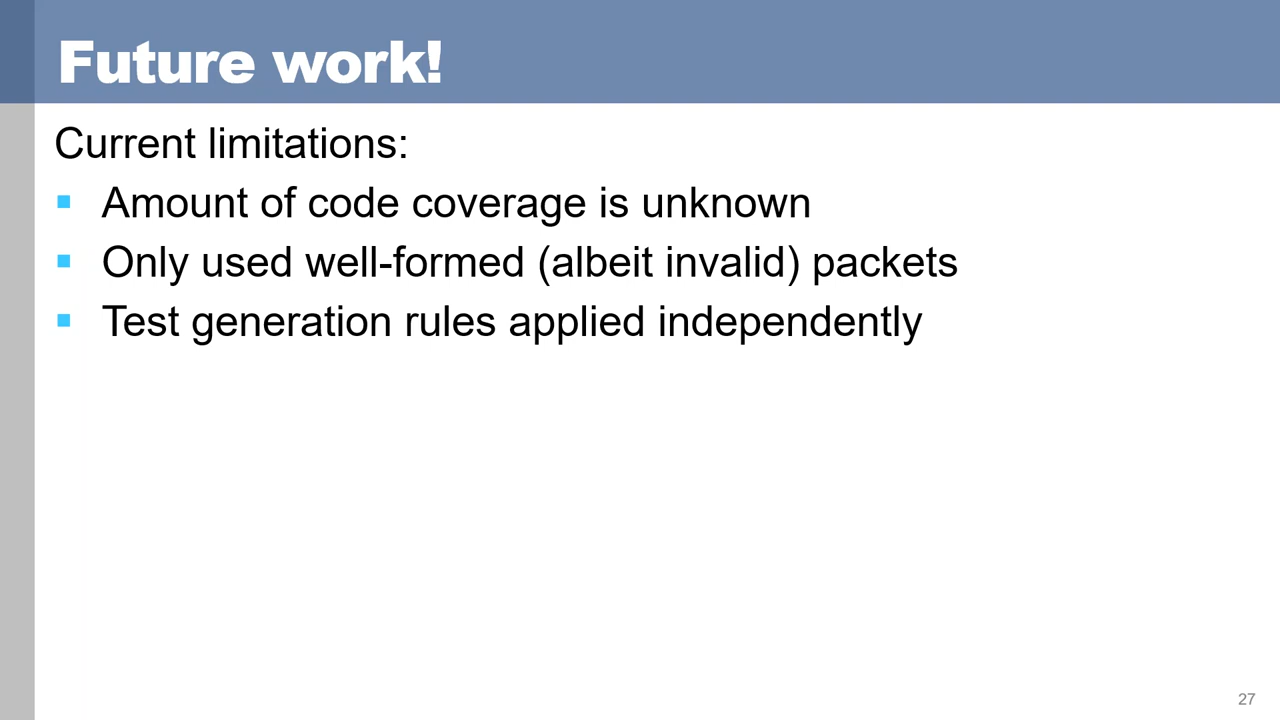 Future work!
Current limitations:
Amount of code coverage is unknown
Only used well-formed (albeit invalid) packets
Test generation rules applied independently
27